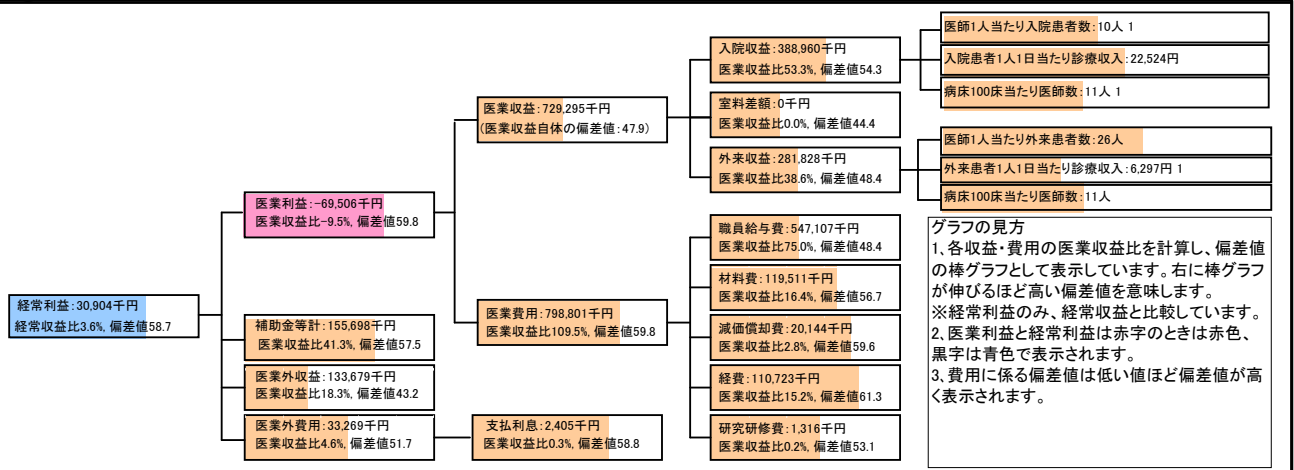 経常利益:30,904千円
経常収益比3.6%, 偏差値58.7
医業利益:-69,506千円
医業収益比-9.5%, 偏差値59.8
補助金等計:155,698千円
医業収益比41.3%, 偏差値57.5
医業外収益:133,679千円
医業収益比18.3%, 偏差値43.2
医業外費用:33,269千円
医業収益比4.6%, 偏差値51.7
支払利息:2,405千円
医業収益比0.3%, 偏差値58.8
医業収益:729,295千円
(医業収益自体の偏差値:47.9)
医業費用:798,801千円
医業収益比109.5%, 偏差値59.8
入院収益:388,960千円
医業収益比53.3%, 偏差値54.3
室料差額:0千円
医業収益比0.0%, 偏差値44.4
外来収益:281,828千円
医業収益比38.6%, 偏差値48.4
職員給与費:547,107千円
医業収益比75.0%, 偏差値48.4
材料費:119,511千円
医業収益比16.4%, 偏差値56.7
減価償却費:20,144千円
医業収益比2.8%, 偏差値59.6
経費:110,723千円
医業収益比15.2%, 偏差値61.3
研究研修費:1,316千円
医業収益比0.2%, 偏差値53.1
医師1人当たり入院患者数:10人 1
入院患者1人1日当たり診療収入:22,524円
病床100床当たり医師数:11人 1
医師1人当たり外来患者数:26人
外来患者1人1日当たり診療収入:6,297円 1
病床100床当たり医師数:11人
グラフの見方
1、各収益・費用の医業収益比を計算し、偏差値
の棒グラフとして表示しています。右に棒グラフ
が伸びるほど高い偏差値を意味します。
※経常利益のみ、経常収益と比較しています。
2、医業利益と経常利益は赤字のときは赤色、
黒字は青色で表示されます。
3、費用に係る偏差値は低い値ほど偏差値が高
く表示されます。